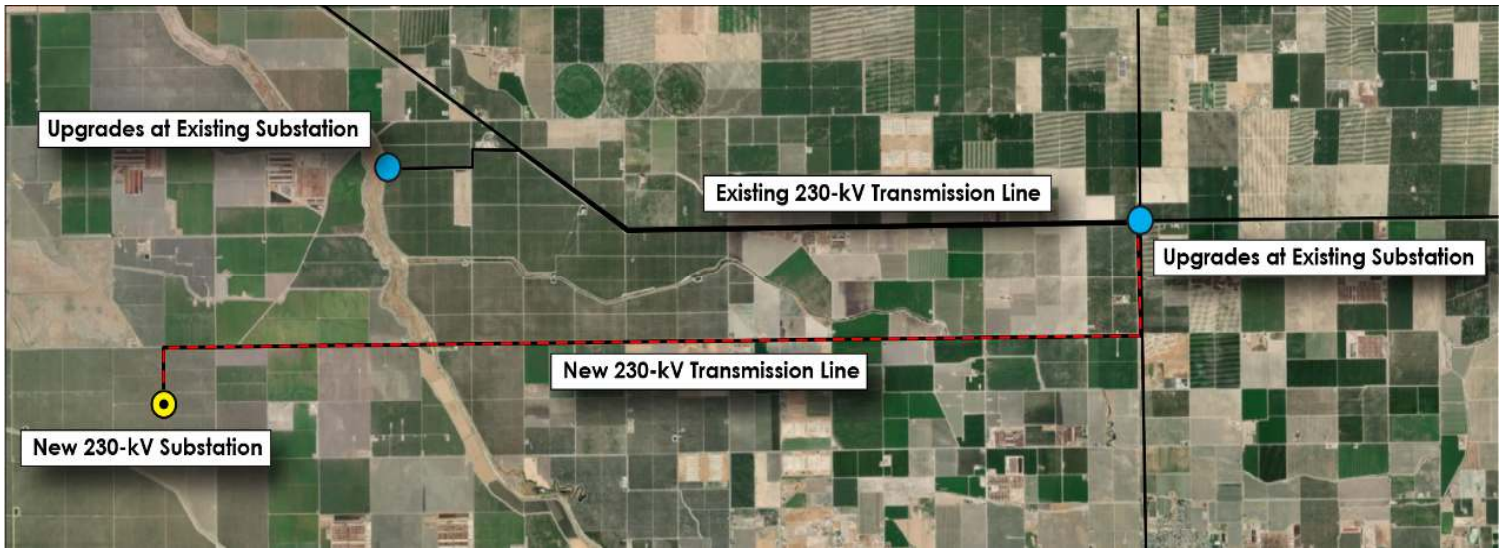 Upgrades at Existing Substation
Existing 230-kV Transmission Line
Upgrades at Existing Substation
New 230-kV Transmission Line
New 230-kV Substation